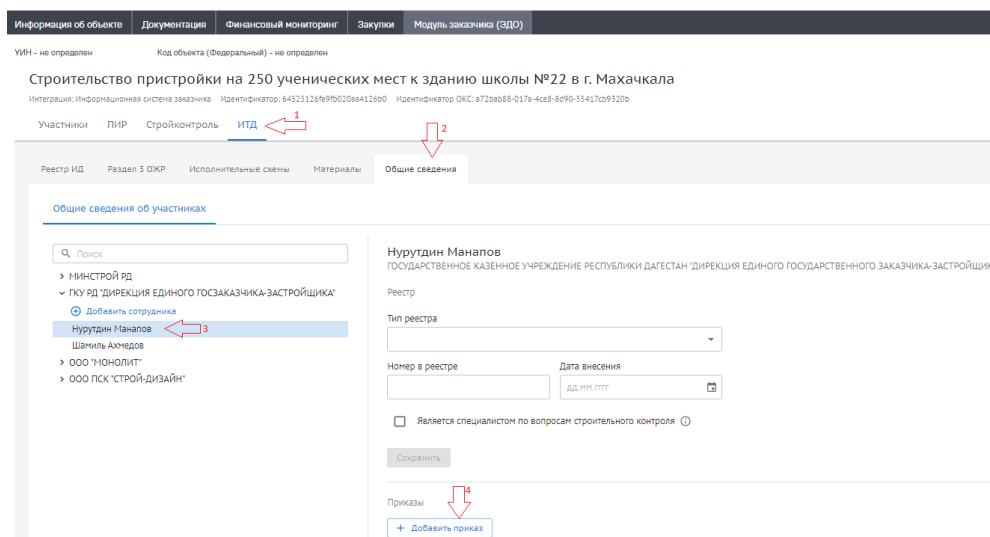 Информация об объекте Документация Финансовый мониторинг Закупки Модуль заказчика (ЭДО)
УИН - не определен Код объекта (Федеральный) - не определен
Строительство пристройки на 250 ученических мест к зданию школы №22 в г. Махачкала
Интеграция: Информационная система заказчика Идентификатор: 64525126fe9fb020aa4126b0 Идентификатор ОКС: a72bab88-017a-4ce8-8d90-55417cb9320b
Участники ПИР Стройконтроль ИТД 1
2
Реестр ИД Раздел 3 ОЖР Исполнительные схемы Материалы Общие сведения
Общие сведения об участниках
Поиск
МИНСТРОЙ РД
ГКУ РД "ДИРЕКЦИЯ ЕДИНОГО ГОСЗАКАЗЧИКА-ЗАСТРОЙЩИКА"
Добавить сотрудника
Нурутдин Манапов 3
Шамиль Ахмедов
ООО "МОНОЛИТ"
ООО ПСК "СТРОЙ-ДИЗАЙН"
Нурутдин Манапов
ГОСУДАРСТВЕННОЕ КАЗЕННОЕ УЧРЕЖДЕНИЕ РЕСПУБЛИКИ ДАГЕСТАН "ДИРЕКЦИЯ ЕДИНОГО ГОСУДАРСТВЕННОГО ЗАКАЗЧИКА-ЗАСТРОЙЩИК
Реестр
Тип реестра
Номер в реестре Дата внесения
дд.мм.гггг
Является специалистом по вопросам строительного контроля
Сохранить
Приказы 4
+ Добавить приказ